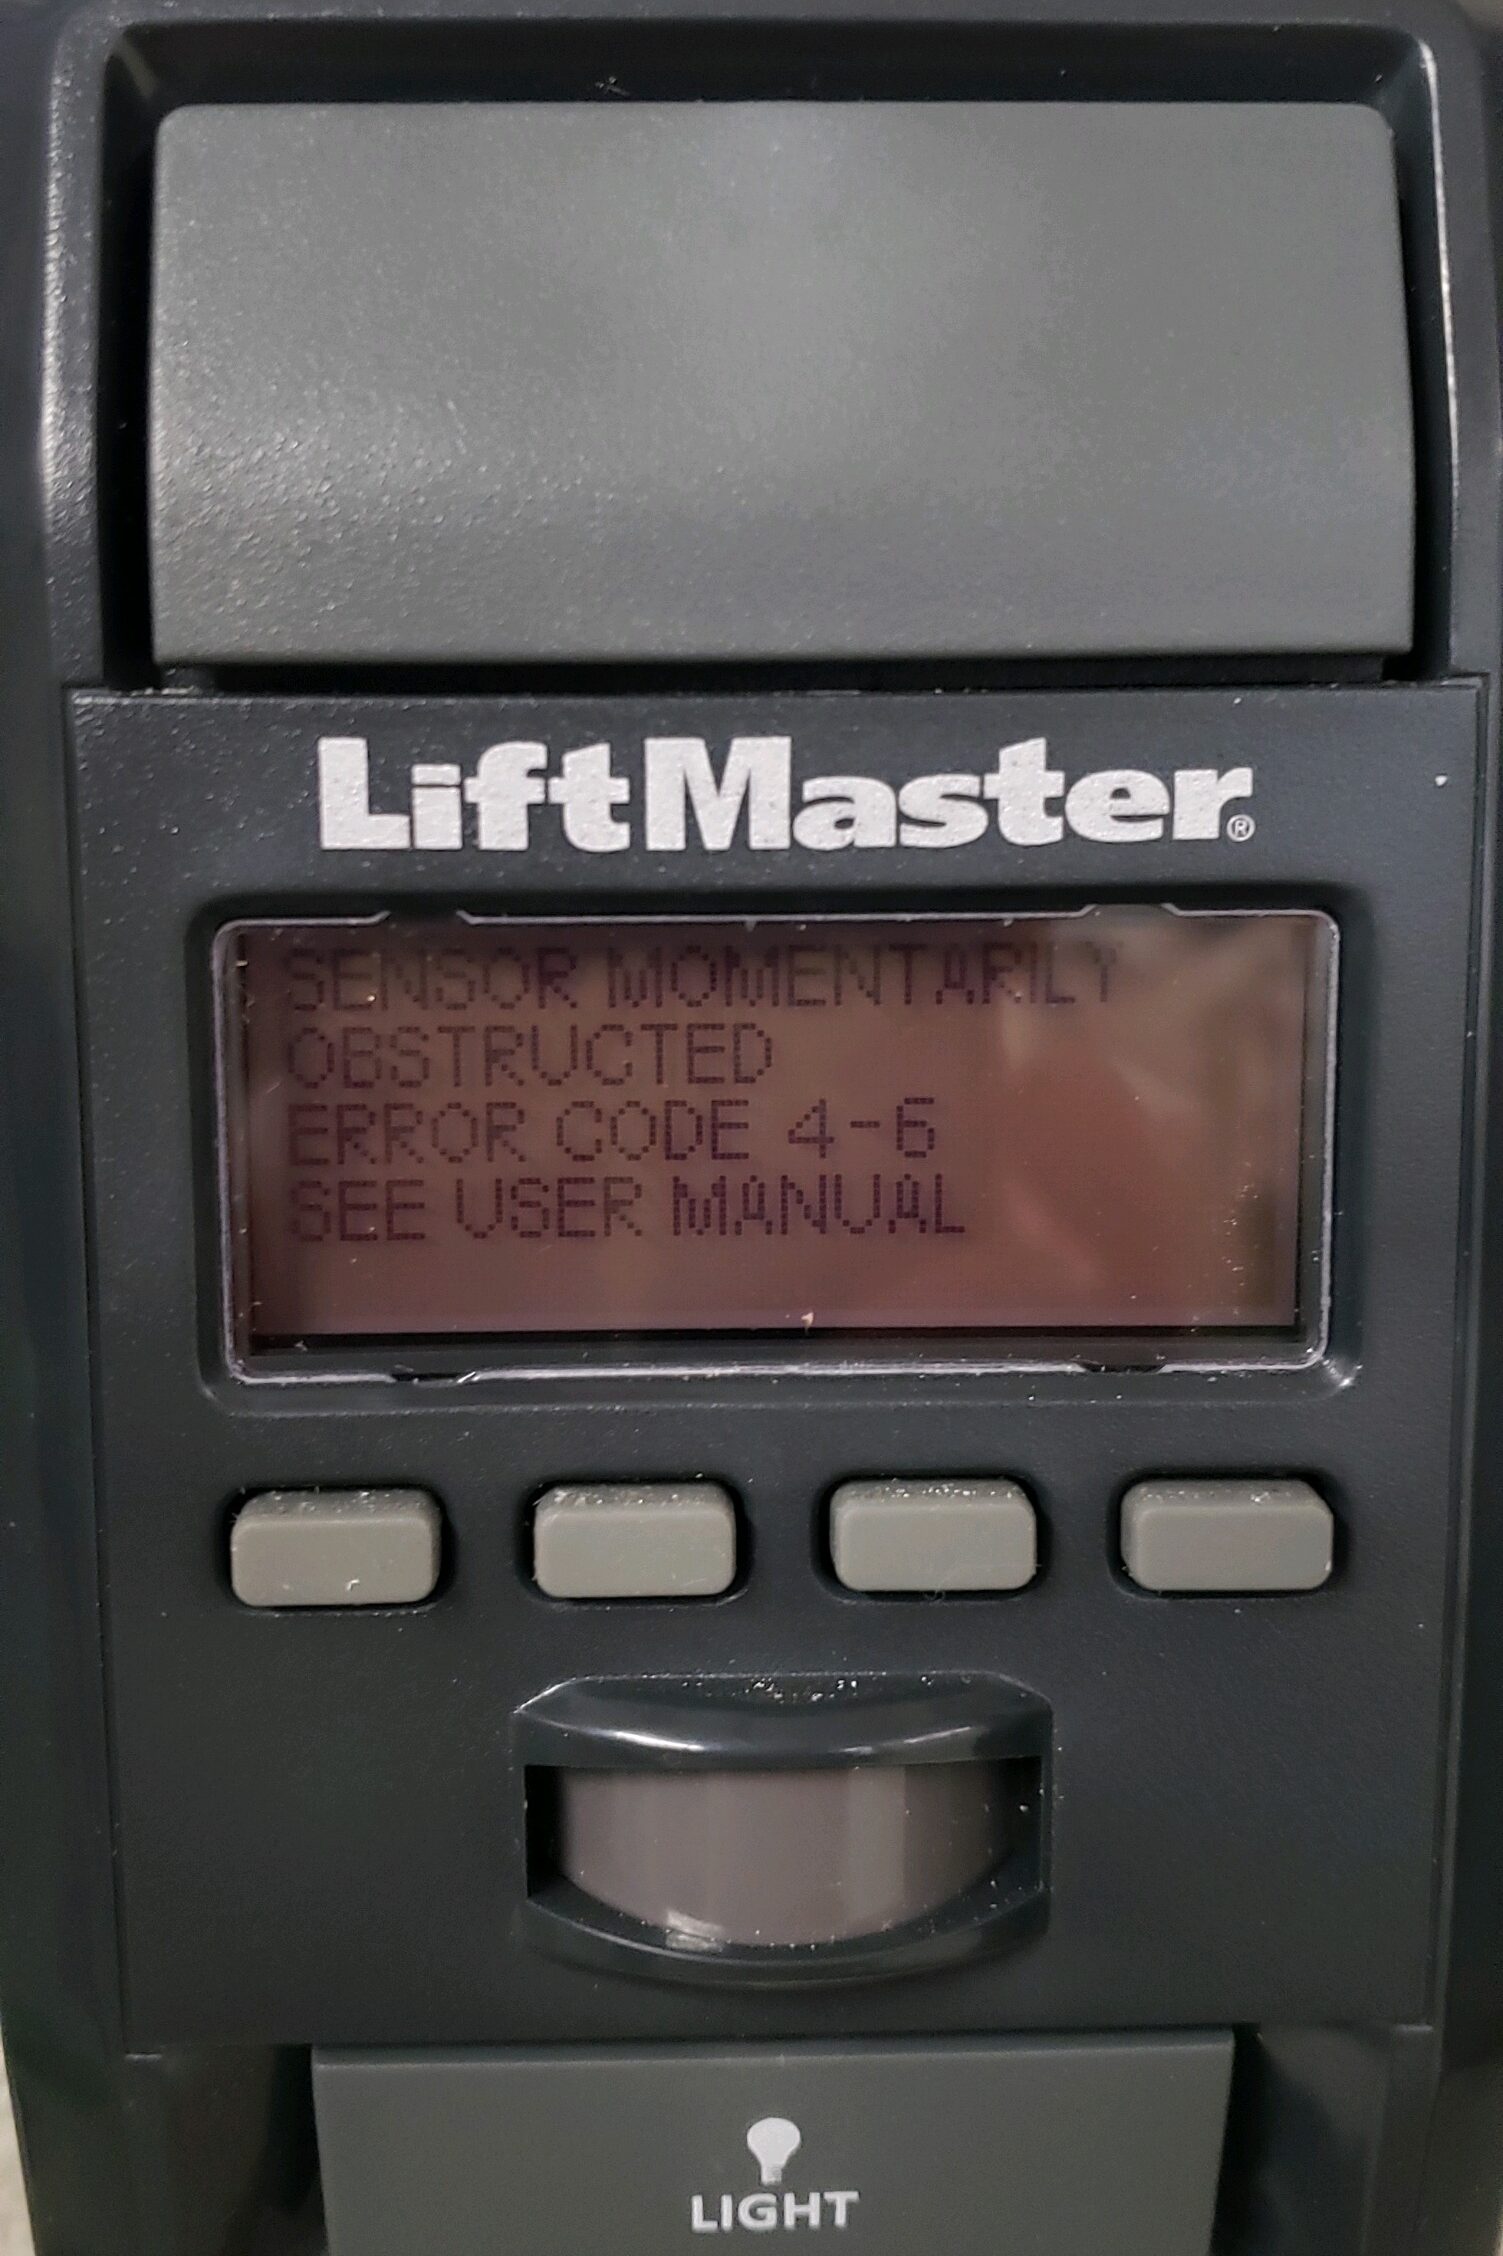 LiftMaster®
SENSOR MOMENTARILY
OBSTRUCTED
ERROR CODE 4-6
SEE USER MANUAL
LIGHT